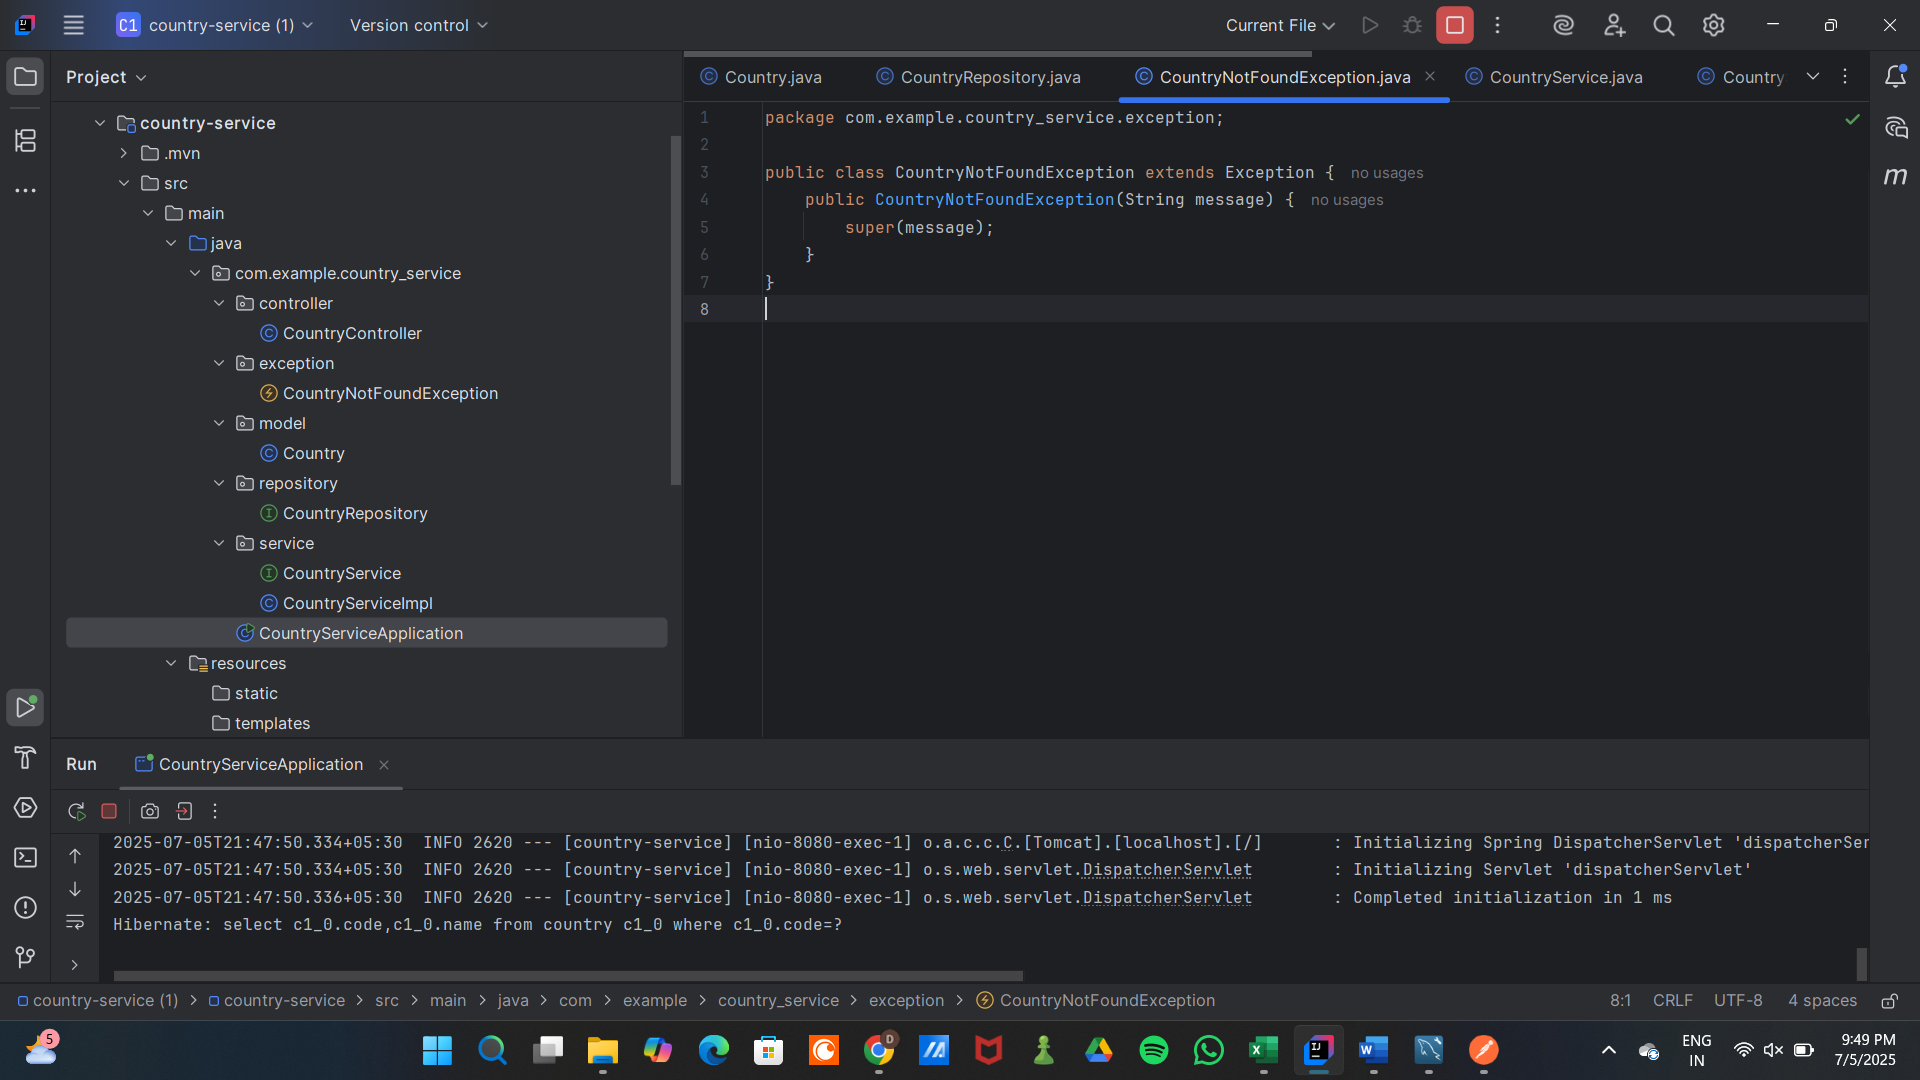 C1 country-service (1) Version control Current File
Project
country-service
.mvn
src
main
java
com.example.country_service
controller
CountryController
exception
CountryNotFoundException
model
Country
repository
CountryRepository
service
CountryService
CountryServiceImpl
CountryServiceApplication
resources
static
templates
Country.java CountryRepository.java CountryNotFoundException.java CountryService.java Country
1 package com.example.country_service.exception;
2
3 public class CountryNotFoundException extends Exception { no usages
4 public CountryNotFoundException(String message) { no usages
5 super(message);
6 }
7 }
8
m
Run CountryServiceApplication
2025-07-05T21:47:50.334+05:30 INFO 2620 --- [country-service] [nio-8080-exec-1] o.a.c.c.C.[Tomcat].[localhost].[/] : Initializing Spring DispatcherServlet 'dispatcherSer
2025-07-05T21:47:50.334+05:30 INFO 2620 --- [country-service] [nio-8080-exec-1] o.s.web.servlet.DispatcherServlet : Initializing Servlet 'dispatcherServlet'
2025-07-05T21:47:50.336+05:30 INFO 2620 --- [country-service] [nio-8080-exec-1] o.s.web.servlet.DispatcherServlet : Completed initialization in 1 ms
Hibernate: select c1_0.code,c1_0.name from country c1_0 where c1_0.code=?
country-service (1) > country-service > src > main > java > com > example > country_service > exception > CountryNotFoundException 8:1 CRLF UTF-8 4 spaces
5
D
IJ
ENG
IN
9:49 PM
7/5/2025